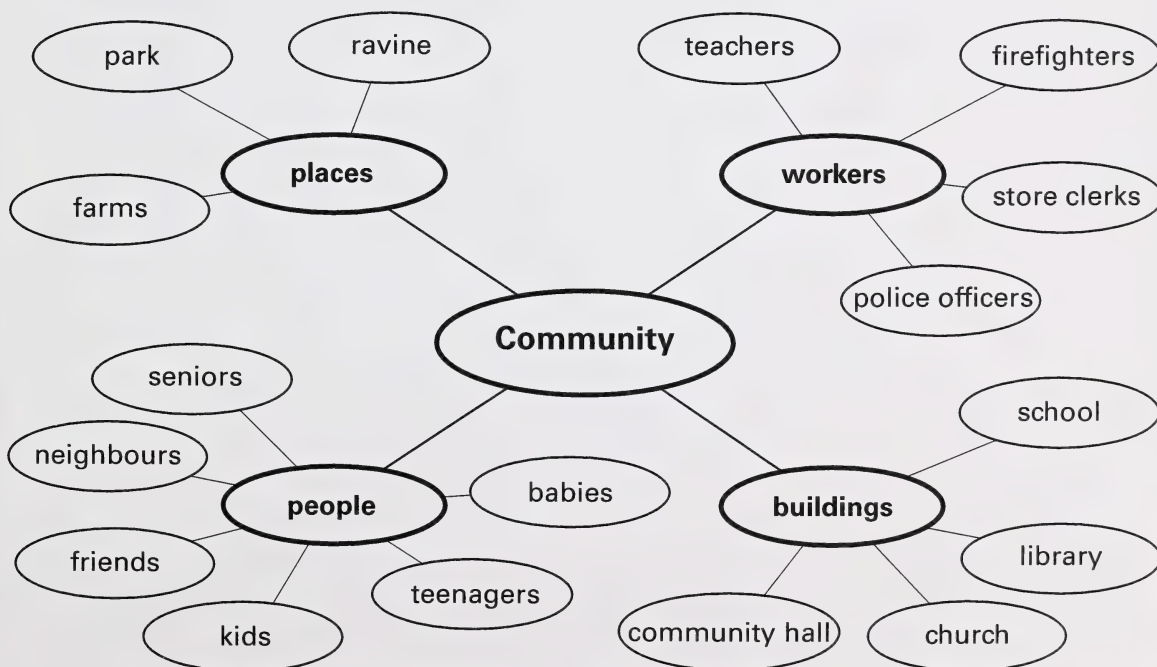 park
ravine
farms
places
teachers
firefighters
workers
store clerks
police officers
Community
seniors
neighbours
friends
kids
people
babies
teenagers
school
buildings
library
community hall
church